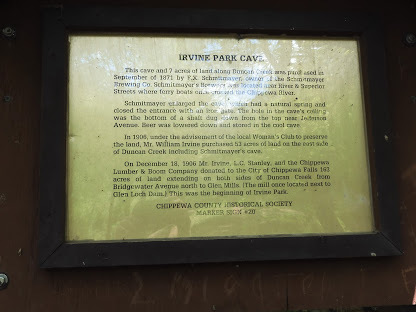 IRVINE PARK CAVE
This cave and 7 acres of land along Duncan Creek was purchased in
September of 1871 by F.X. Schmitmayer, owner of the Schmitmayer
Brewing Co. Schmitmayer's Brewery was located near River & Superior
Streets where ferry boats once crossed the Chippewa River.
Schmitmayer enlarged the cave which had a natural spring and
closed the entrance with an iron gate. The hole in the cave's ceiling
was the bottom of a shaft dug down from the top near Jefferson
Avenue. Beer was lowered down and stored in the cool cave.
In 1906, under the advisement of the local Woman's Club to preserve
the land, Mr. William Irvine purchased 53 acres of land on the east side
of Duncan Creek including Schmitmayer's cave.
On December 18, 1906 Mr. Irvine, L.C. Stanley, and the Chippewa
Lumber & Boom Company donated to the City of Chippewa Falls 163
acres of land extending on both sides of Duncan Creek from
Bridgewater Avenue north to Glen Mills. (The mill once located next to
Glen Loch Dam.) This was the beginning of Irvine Park.
CHIPPEWA COUNTY HISTORICAL SOCIETY
MARKER SIGN #20